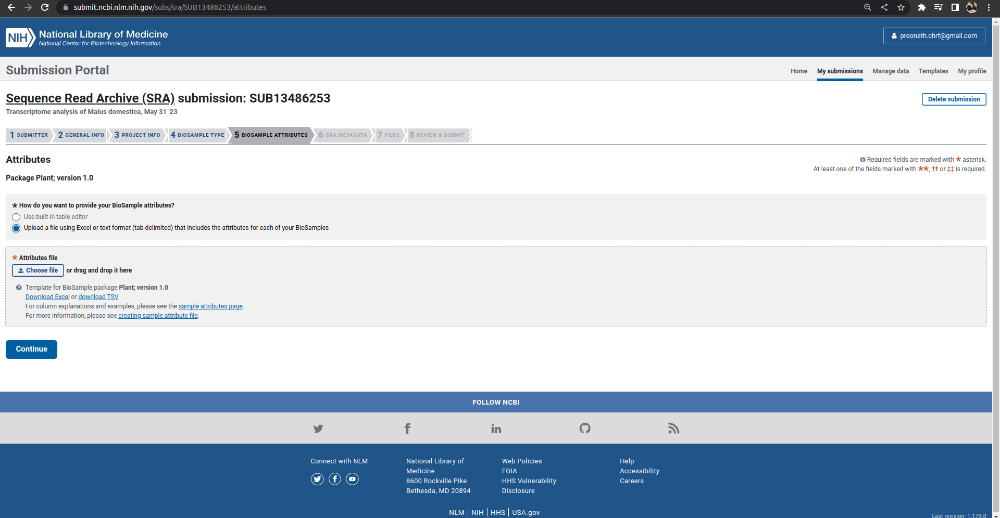 submit.ncbi.nlm.nih.gov/subs/sra/SUB13486253/attributes
NIH National Library of Medicine
National Center for Biotechnology Information
preonath.chrf@gmail.com
Submission Portal
Home My submissions Manage data Templates My profile
Sequence Read Archive (SRA) submission: SUB13486253
Delete submission
Transcriptome analysis of Malus domestica, May 31 '23
1 SUBMITTER 2 GENERAL INFO 3 PROJECT INFO 4 BIOSAMPLE TYPE 5 BIOSAMPLE ATTRIBUTES 6 SRA METADATA 7 FILES 8 REVIEW & SUBMIT
Attributes
Required fields are marked with * asterisk.
At least one of the fields marked with **, †† or ‡‡ is required.
Package Plant; version 1.0
* How do you want to provide your BioSample attributes?
Use built-in table editor
Upload a file using Excel or text format (tab-delimited) that includes the attributes for each of your BioSamples
* Attributes file
Choose file or drag and drop it here
Template for BioSample package Plant; version 1.0
Download Excel or download TSV
For column explanations and examples, please see the sample attributes page.
For more information, please see creating sample attribute file.
Continue
FOLLOW NCBI
Connect with NLM
National Library of
Medicine
8600 Rockville Pike
Bethesda, MD 20894
Web Policies
FOIA
HHS Vulnerability
Disclosure
Help
Accessibility
Careers
NLM | NIH | HHS | USA.gov
Last revision: 1.179.0